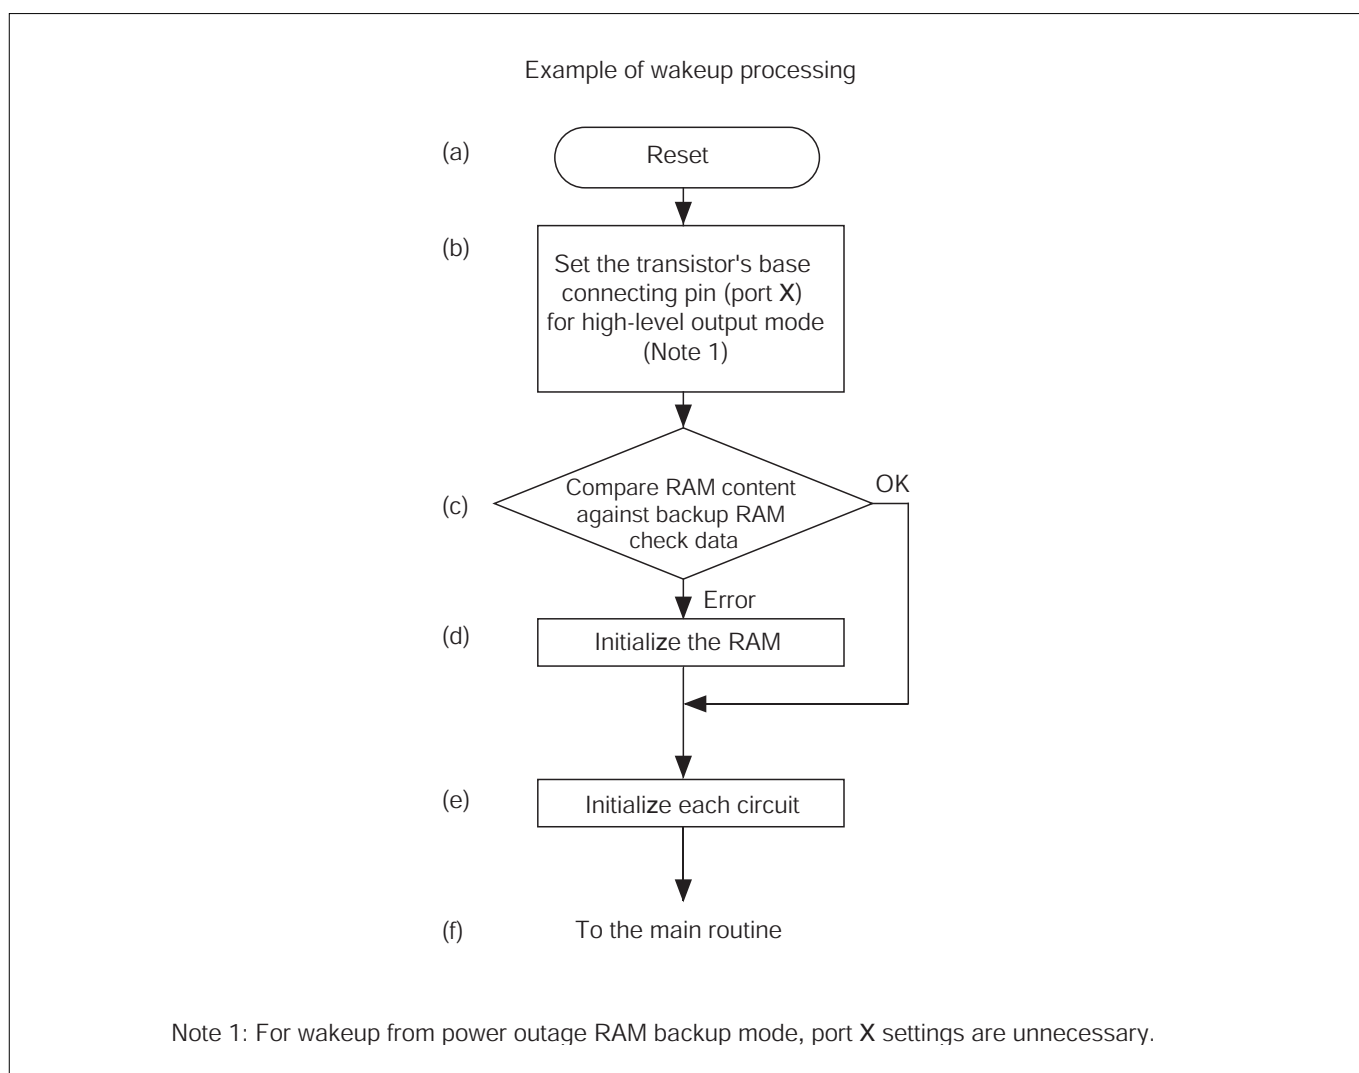 Example of wakeup processing
(a)
Reset
(b)
Set the transistor's base
connecting pin (port X)
for high-level output mode
(Note 1)
(c)
Compare RAM content
against backup RAM
check data
OK
Error
(d)
Initialize the RAM
(e)
Initialize each circuit
(f)
To the main routine
Note 1: For wakeup from power outage RAM backup mode, port X settings are unnecessary.